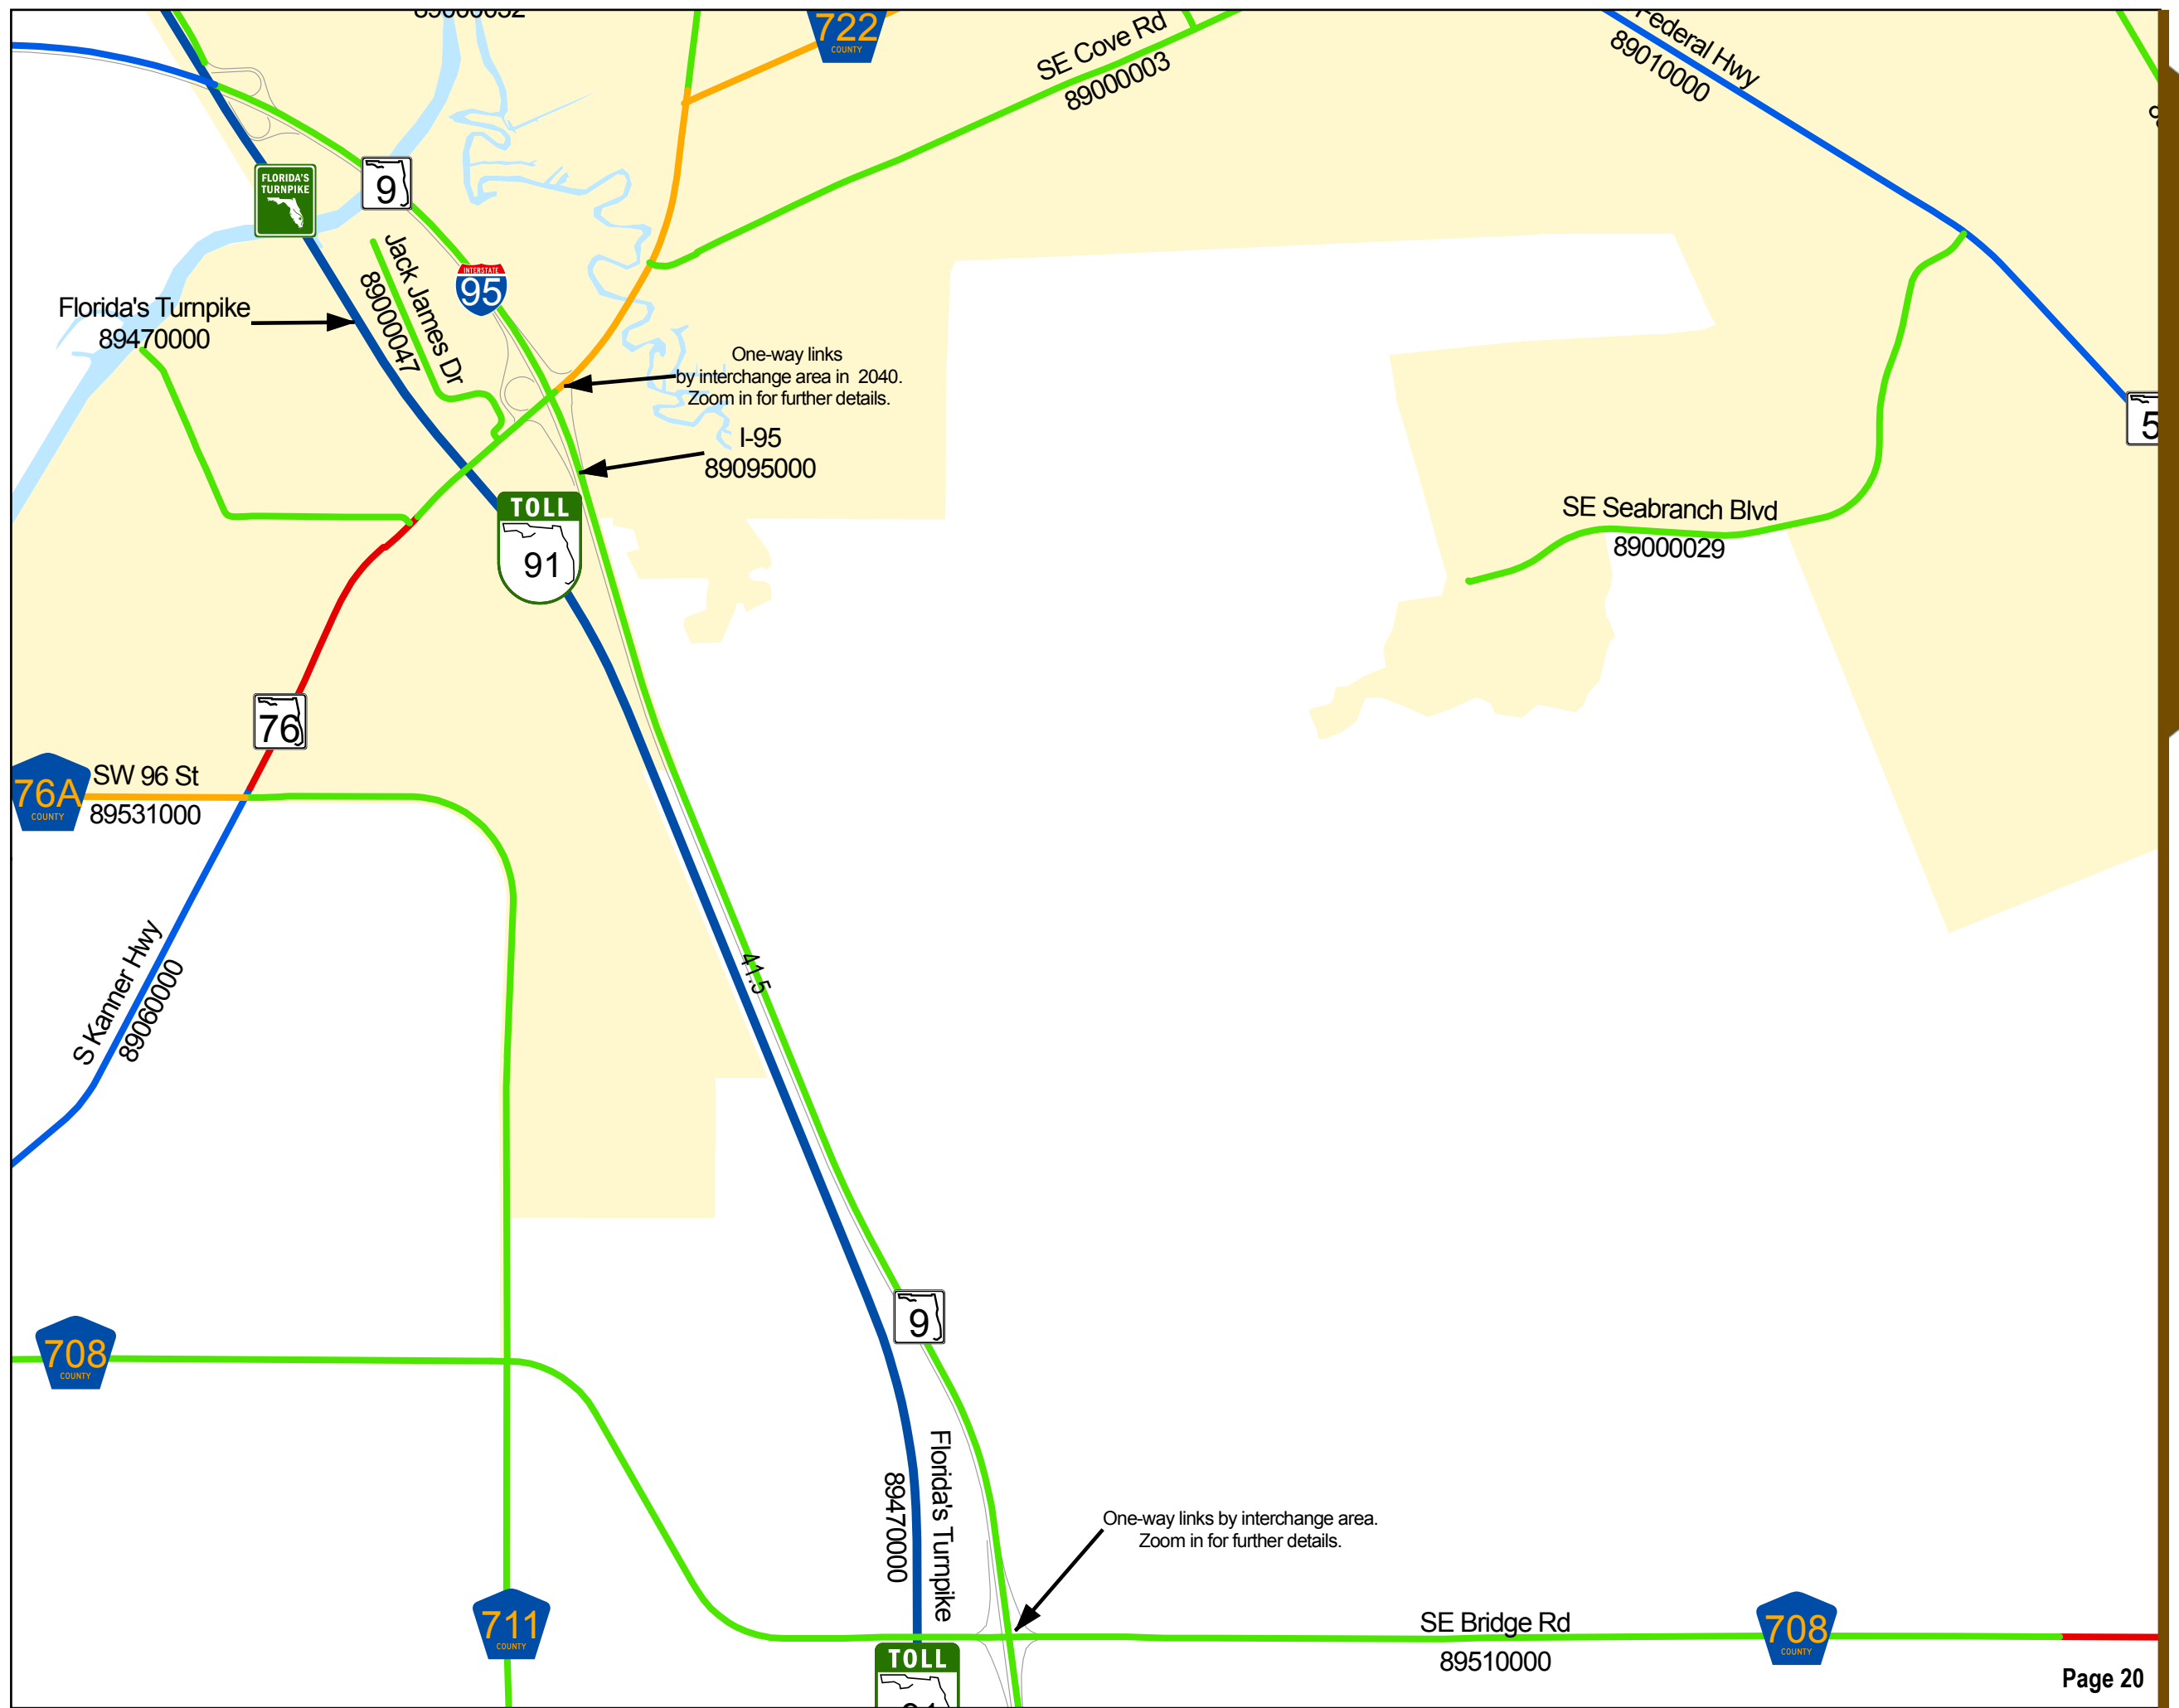 89000032
722
COUNTY
SE Cove Rd
89000003
Federal Hwy
89010000
FLORIDA'S
TURNPIKE
9
Jack James Dr
89000047
INTERSTATE
95
Florida's Turnpike
89470000
One-way links
by interchange area in 2040.
Zoom in for further details.
I-95
89095000
5
TOLL
91
SE Seabranch Blvd
89000029
76
76A
COUNTY
SW 96 St
89531000
S Kanner Hwy
89060000
41.5
9
708
COUNTY
Florida's Turnpike
89470000
One-way links by interchange area.
Zoom in for further details.
711
COUNTY
SE Bridge Rd
89510000
708
COUNTY
TOLL
Page 20